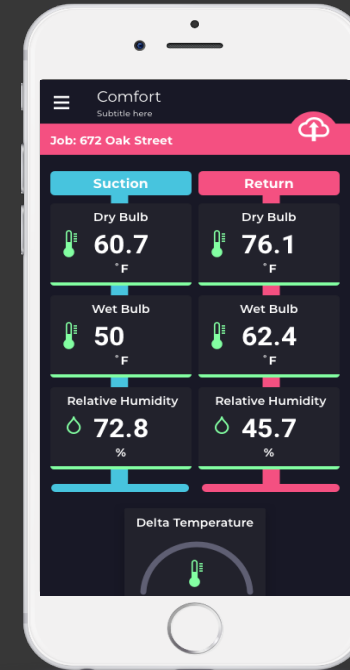 Comfort
Subtitle here
Job: 672 Oak Street
Suction
Return
Dry Bulb
60.7
°F
Dry Bulb
76.1
°F
Wet Bulb
50
°F
Wet Bulb
62.4
°F
Relative Humidity
72.8
%
Relative Humidity
45.7
%
Delta Temperature